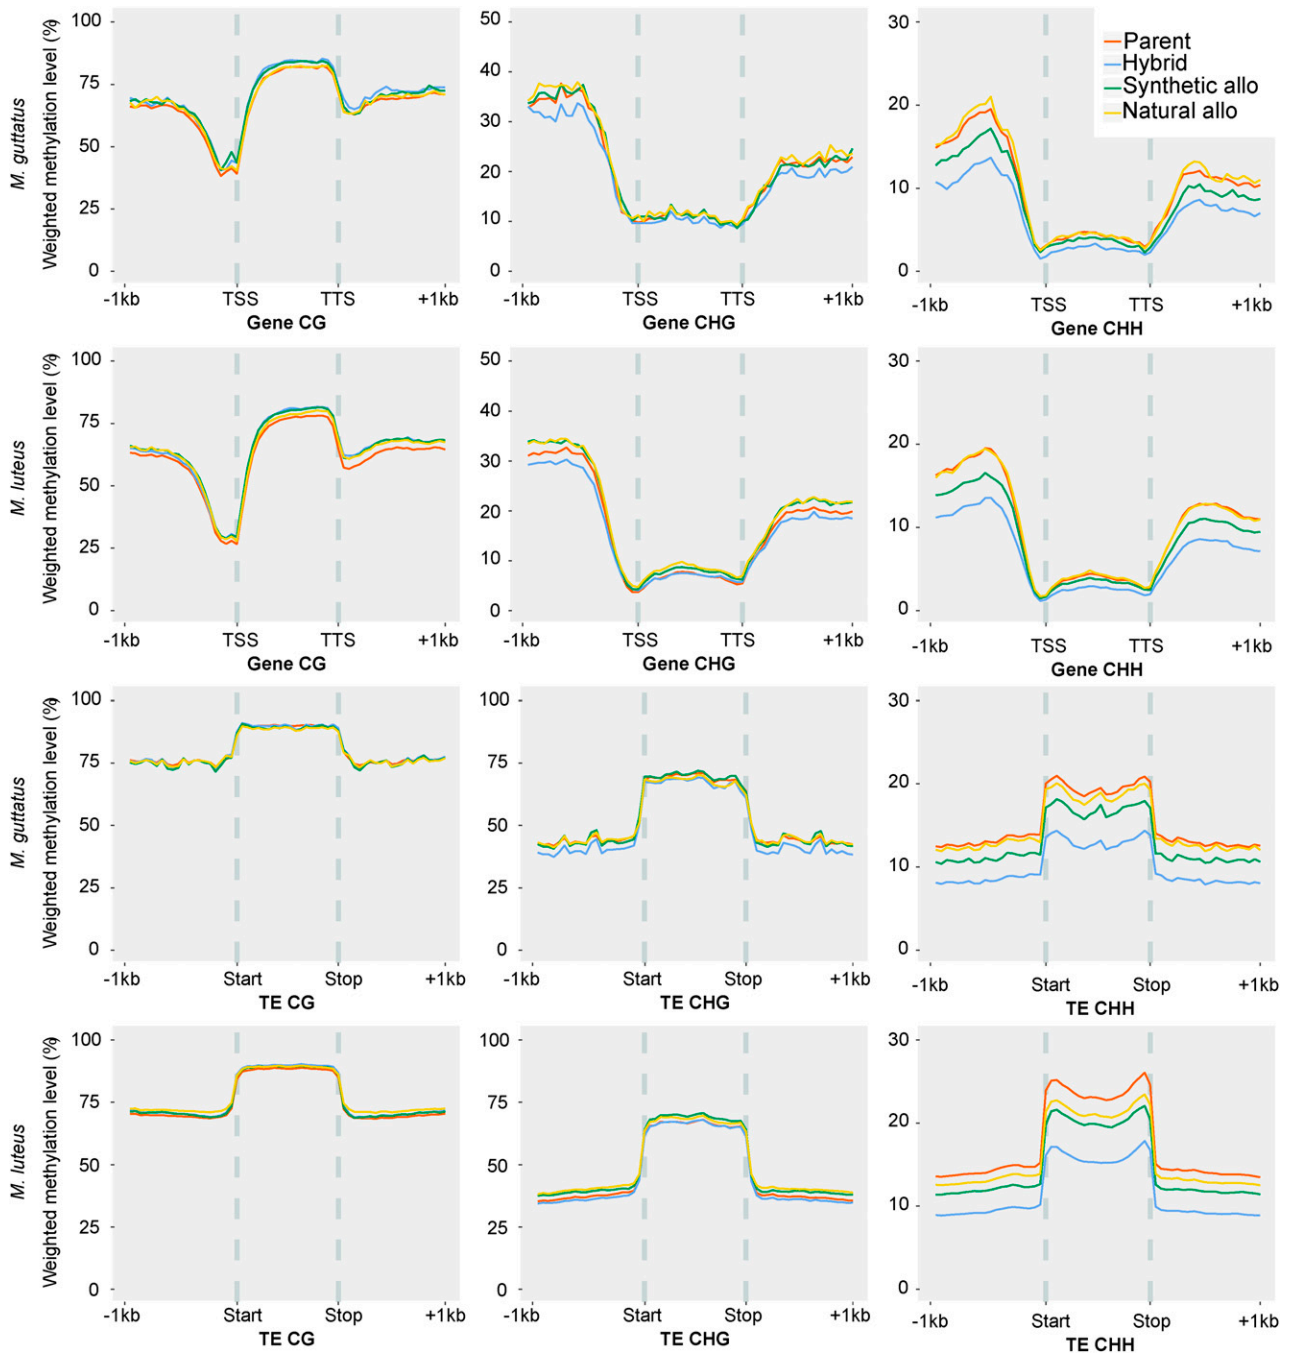 M. guttatus
Weighted methylation level (%)
100
75
50
25
0
-1kb TSS TTS +1kb
Gene CG
50
40
30
20
10
0
-1kb TSS TTS +1kb
Gene CHG
30
20
10
0
-1kb TSS TTS +1kb
Gene CHH
Parent
Hybrid
Synthetic allo
Natural allo
M. luteus
Weighted methylation level (%)
100
75
50
25
0
-1kb TSS TTS +1kb
Gene CG
50
40
30
20
10
0
-1kb TSS TTS +1kb
Gene CHG
30
20
10
0
-1kb TSS TTS +1kb
Gene CHH
M. guttatus
Weighted methylation level (%)
100
75
50
25
0
-1kb Start Stop +1kb
TE CG
100
75
50
25
0
-1kb Start Stop +1kb
TE CHG
30
20
10
0
-1kb Start Stop +1kb
TE CHH
M. luteus
Weighted methylation level (%)
100
75
50
25
0
-1kb Start Stop +1kb
TE CG
100
75
50
25
0
-1kb Start Stop +1kb
TE CHG
30
20
10
0
-1kb Start Stop +1kb
TE CHH